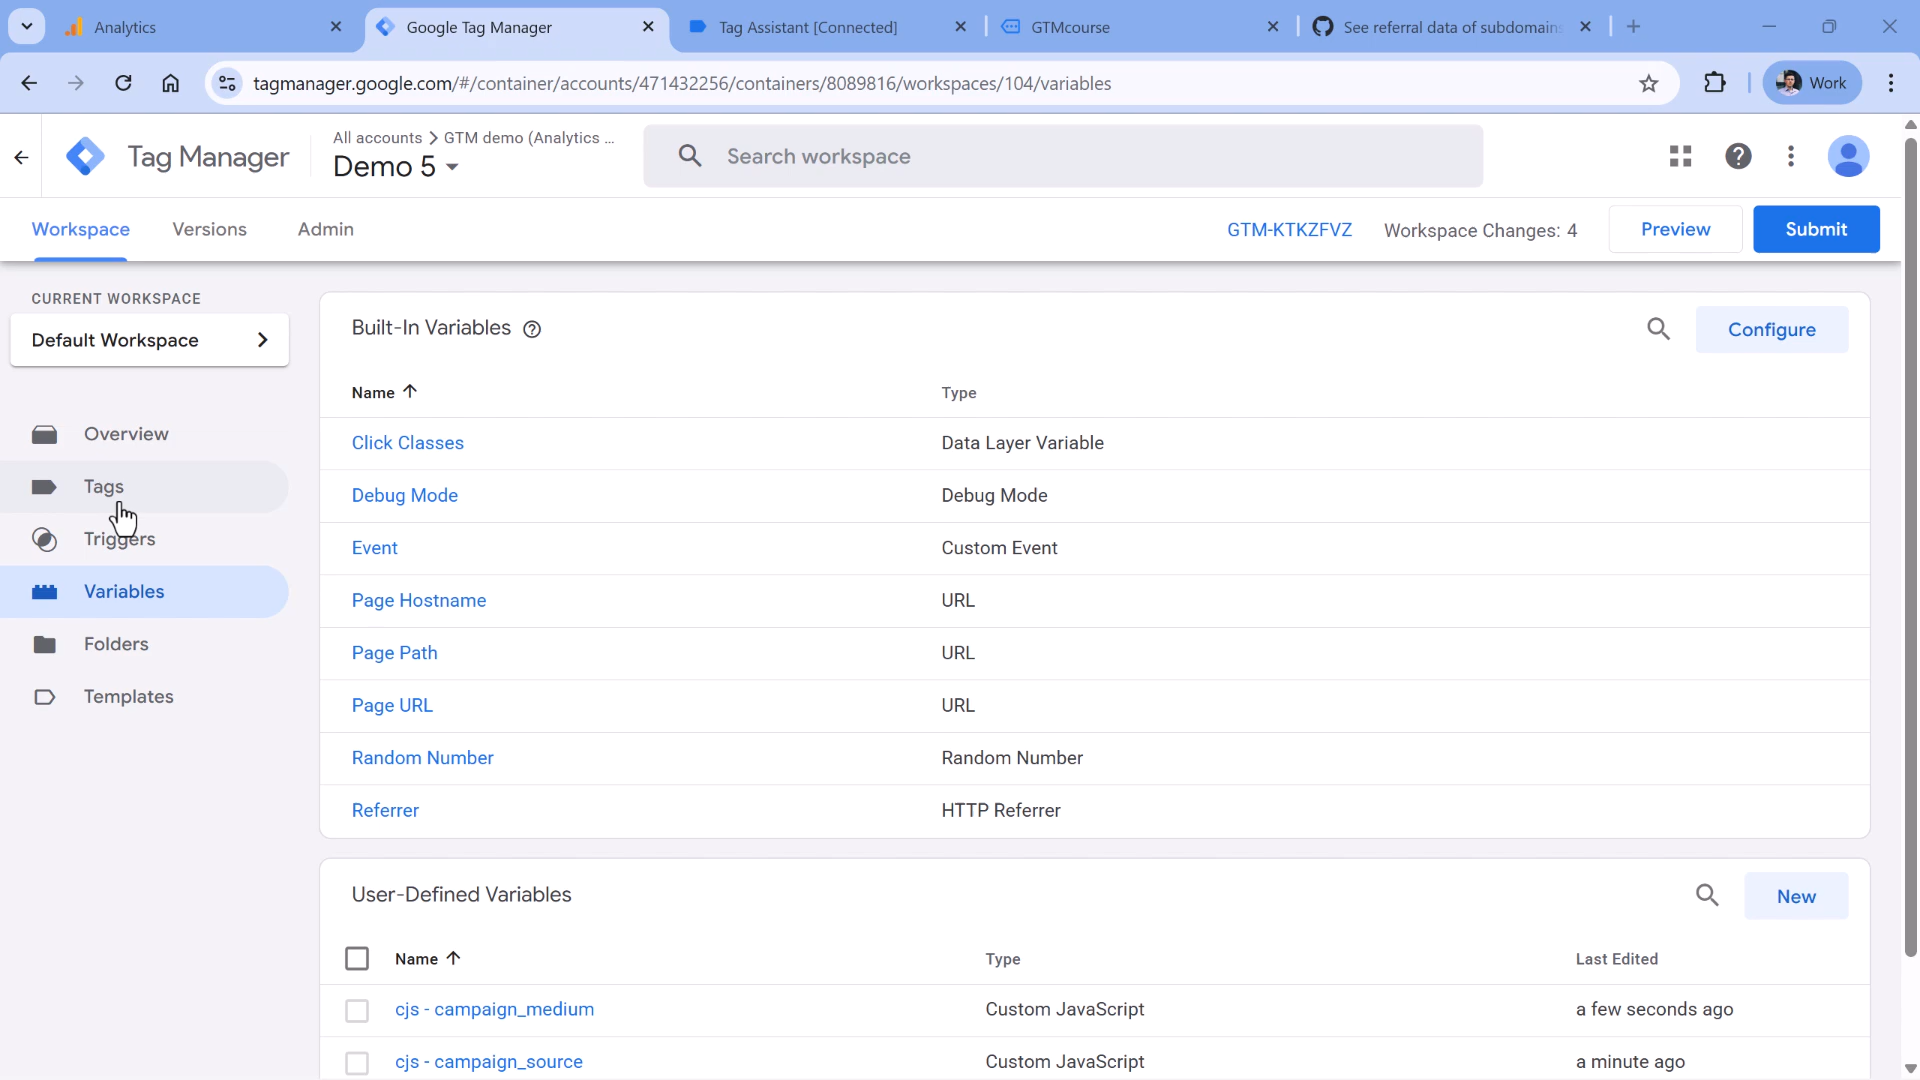 Analytics
Google Tag Manager
Tag Assistant [Connected]
GTMcourse
See referral data of subdomains
tagmanager.google.com/#/container/accounts/471432256/containers/8089816/workspaces/104/variables
Work
Tag Manager
All accounts > GTM demo (Analytics ...
Demo 5
Search workspace
Workspace
Versions
Admin
GTM-KTKZFVZ
Workspace Changes: 4
Preview
Submit
CURRENT WORKSPACE
Default Workspace
Overview
Tags
Triggers
Variables
Folders
Templates
Built-In Variables
Configure
Name Type
Click Classes Data Layer Variable
Debug Mode Debug Mode
Event Custom Event
Page Hostname URL
Page Path URL
Page URL URL
Random Number Random Number
Referrer HTTP Referrer
User-Defined Variables
New
Name Type Last Edited
cjs - campaign_medium Custom JavaScript a few seconds ago
cjs - campaign_source Custom JavaScript a minute ago